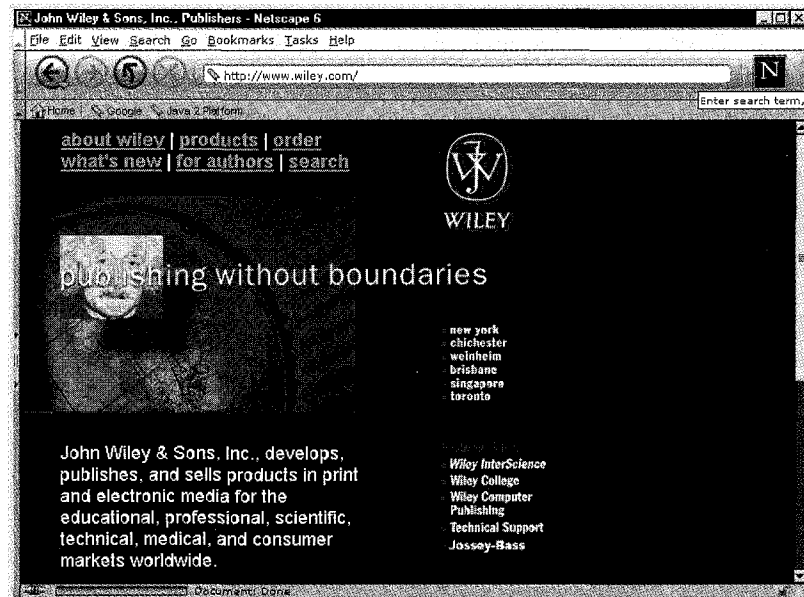 John Wiley & Sons, Inc., Publishers - Netscape 6
File Edit View Search Go Bookmarks Tasks Help
http://www.wiley.com/
N
Home Google Java 2 Platform
Enter search term,
about wiley | products | order
what's new | for authors | search
WILEY
publishing without boundaries
new york
chichester
weinheim
brisbane
singapore
toronto
John Wiley & Sons, Inc., develops,
publishes, and sells products in print
and electronic media for the
educational, professional, scientific,
technical, medical, and consumer
markets worldwide.
Wiley InterScience
Wiley College
Wiley Computer
Publishing
Technical Support
Jossey-Bass
Document: Done